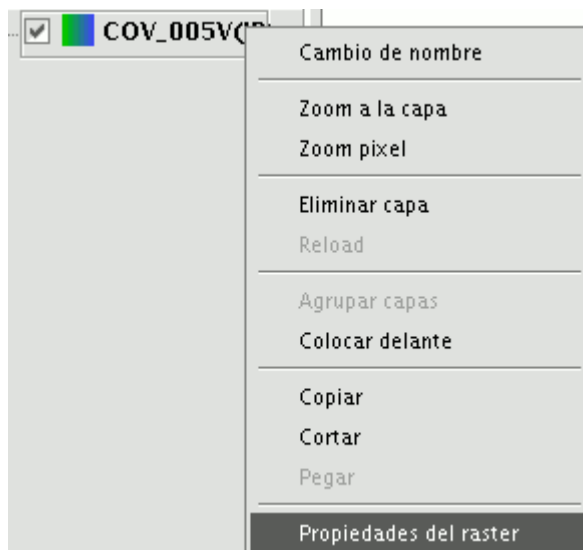 COV_005V(
Cambio de nombre
Zoom a la capa
Zoom pixel
Eliminar capa
Reload
Agrupar capas
Colocar delante
Copiar
Cortar
Pegar
Propiedades del raster